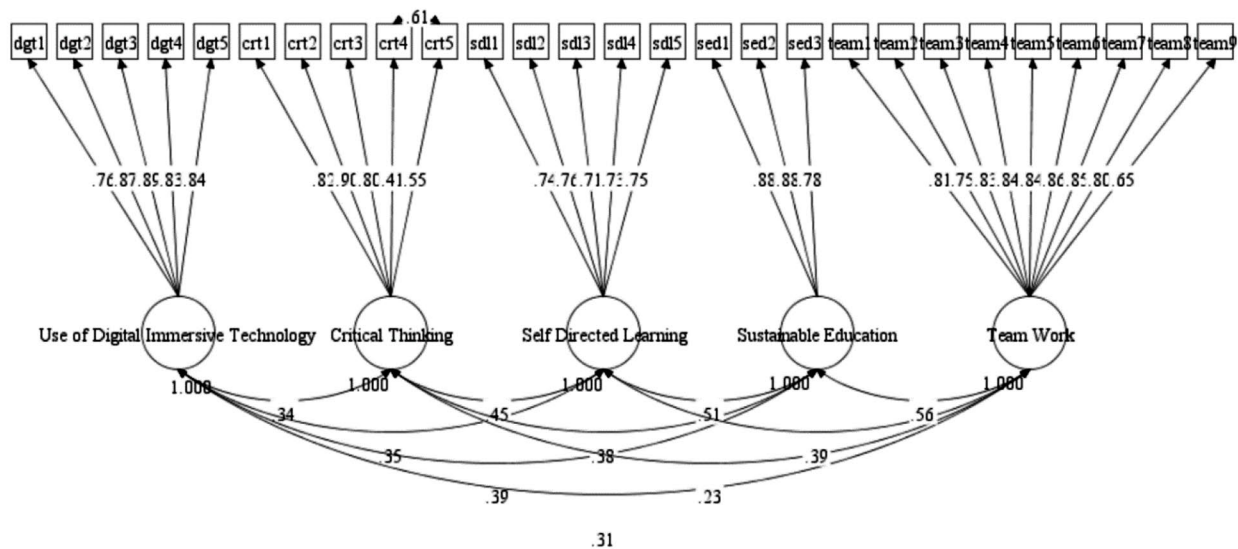 .61
dgt1 dgt2 dgt3 dgt4 dgt5 crt1 crt2 crt3 crt4 crt5 sdl1 sdl2 sdl3 sdl4 sdl5 sed1 sed2 sed3 team1 team2 team3 team4 team5 team6 team7 team8 team9
.76 .87 .89 .83 .84 .82 .90 .80 .41 .55 .74 .76 .71 .73 .75 .88 .88 .78 .81 .75 .83 .84 .84 .86 .85 .80 .65
Use of Digital Immersive Technology Critical Thinking Self Directed Learning Sustainable Education Team Work
1.000 1.000 1.000 1.000 1.000
.34 .45 .51 .56
.35 .38 .39
.39 .23
.31